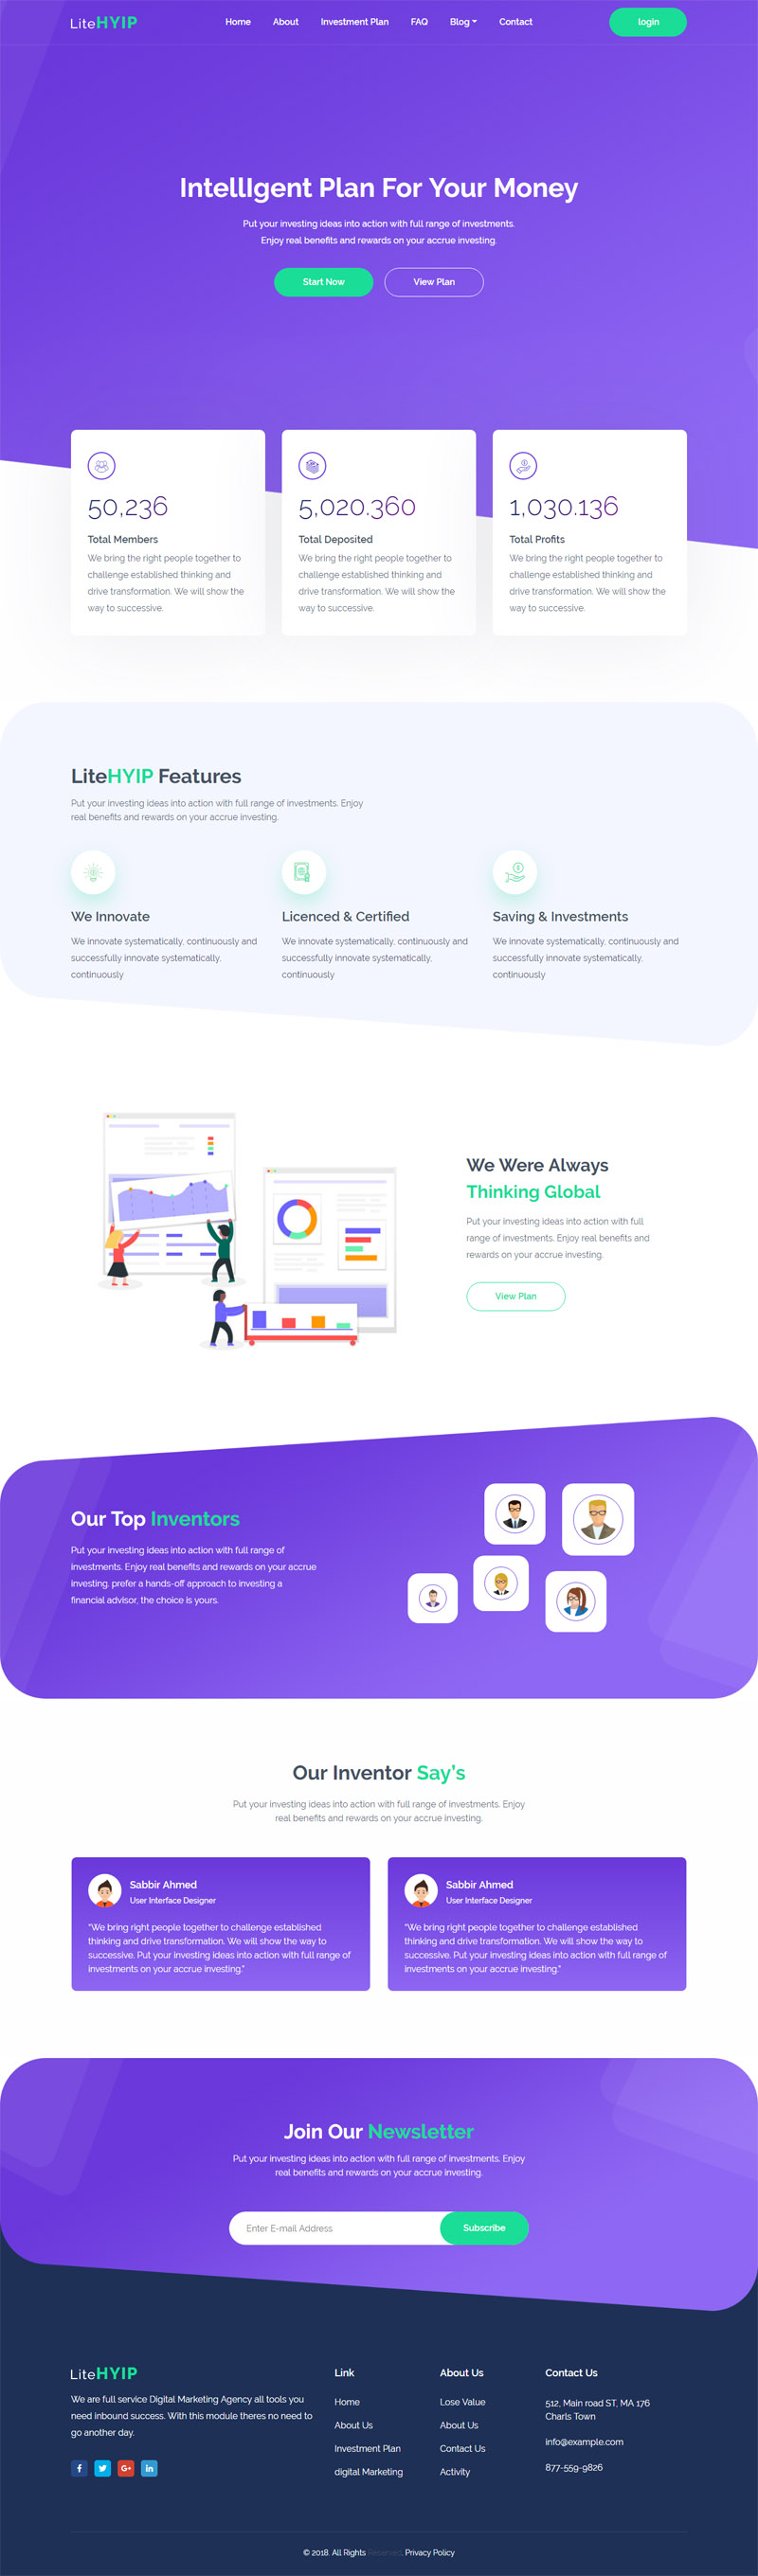 LiteHYIP
Home About Investment Plan FAQ Blog Contact login
IntellIgent Plan For Your Money
Put your investing ideas into action with full range of investments.
Enjoy real benefits and rewards on your accrue investing.
Start Now View Plan
50,236
Total Members
We bring the right people together to
challenge established thinking and
drive transformation. We will show the
way to successive.
5,020.360
Total Deposited
We bring the right people together to
challenge established thinking and
drive transformation. We will show the
way to successive.
1,030.136
Total Profits
We bring the right people together to
challenge established thinking and
drive transformation. We will show the
way to successive.
LiteHYIP Features
Put your investing ideas into action with full range of investments. Enjoy
real benefits and rewards on your accrue investing.
We Innovate
We innovate systematically, continuously and
successfully innovate systematically,
continuously
Licenced & Certified
We innovate systematically, continuously and
successfully innovate systematically,
continuously
Saving & Investments
We innovate systematically, continuously and
successfully innovate systematically,
continuously
We Were Always
Thinking Global
Put your investing ideas into action with full
range of investments. Enjoy real benefits and
rewards on your accrue investing.
View Plan
Our Top Inventors
Put your investing ideas into action with full range of
investments. Enjoy real benefits and rewards on your accrue
investing. prefer a hands-off approach to investing a
financial advisor, the choice is yours.
Our Inventor Say's
Put your investing ideas into action with full range of investments. Enjoy
real benefits and rewards on your accrue investing.
Sabbir Ahmed
User Interface Designer
"We bring right people together to challenge established
thinking and drive transformation. We will show the way to
successive. Put your investing ideas into action with full range of
investments on your accrue investing."
Sabbir Ahmed
User Interface Designer
"We bring right people together to challenge established
thinking and drive transformation. We will show the way to
successive. Put your investing ideas into action with full range of
investments on your accrue investing."
Join Our Newsletter
Put your investing ideas into action with full range of investments. Enjoy
real benefits and rewards on your accrue investing.
Enter E-mail Address Subscribe
LiteHYIP
We are full service Digital Marketing Agency all tools you
need inbound success. With this module theres no need to
go another day.
f G+ in
Link
Home
About Us
Investment Plan
digital Marketing
About Us
Lose Value
About Us
Contact Us
Activity
Contact Us
512, Main road ST, MA 176
Charls Town
info@example.com
877-559-9826
© 2018. All Rights Reserved. Privacy Policy